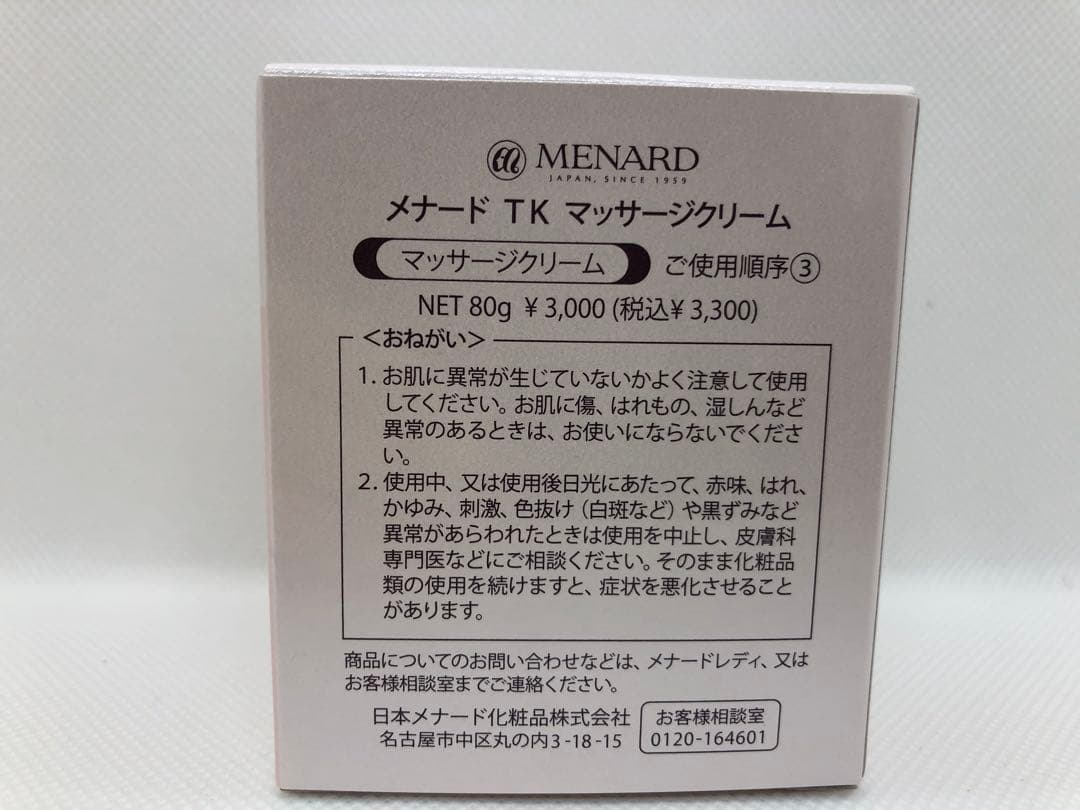 MENARD
JAPAN, SINCE 1959
メナード TK マッサージクリーム
マッサージクリーム ご使用順序③
NET 80g ¥3,000 (税込¥3,300)
＜おねがい＞
1. お肌に異常が生じていないかよく注意して使用
してください。お肌に傷、はれもの、湿しんなど
異常のあるときは、お使いにならないでくださ
い。
2. 使用中、又は使用後日光にあたって、赤味、はれ、
かゆみ、刺激、色抜け（白斑など）や黒ずみなど
異常があらわれたときは使用を中止し、皮膚科
専門医などにご相談ください。そのまま化粧品
類の使用を続けますと、症状を悪化させること
があります。
商品についてのお問い合わせなどは、メナードレディ、又は
お客様相談室までご連絡ください。
日本メナード化粧品株式会社
名古屋市中区丸の内3-18-15
お客様相談室
0120-164601